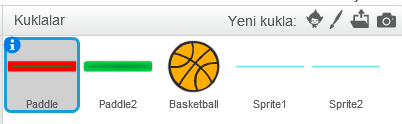 Kuklalar Yeni kukla:
Paddle Paddle2 Basketball Sprite1 Sprite2